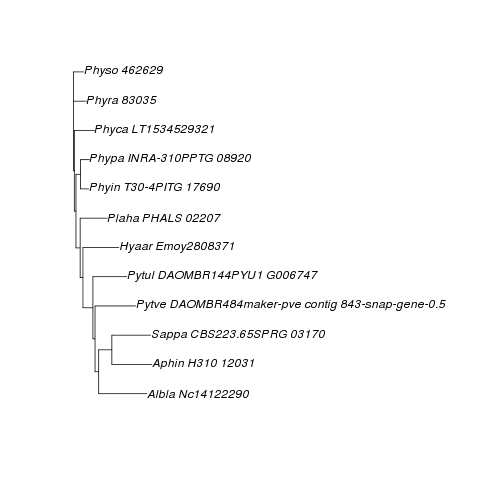 Physo 462629
Phyra 83035
Phyca LT1534529321
Phypa INRA-310PPTG 08920
Phyin T30-4PITG 17690
Plaha PHALS 02207
Hyaar Emoy2808371
Pytul DAOMBR144PYU1 G006747
Pytve DAOMBR484maker-pve contig 843-snap-gene-0.5
Sappa CBS223.65SPRG 03170
Aphin H310 12031
Albla Nc14122290